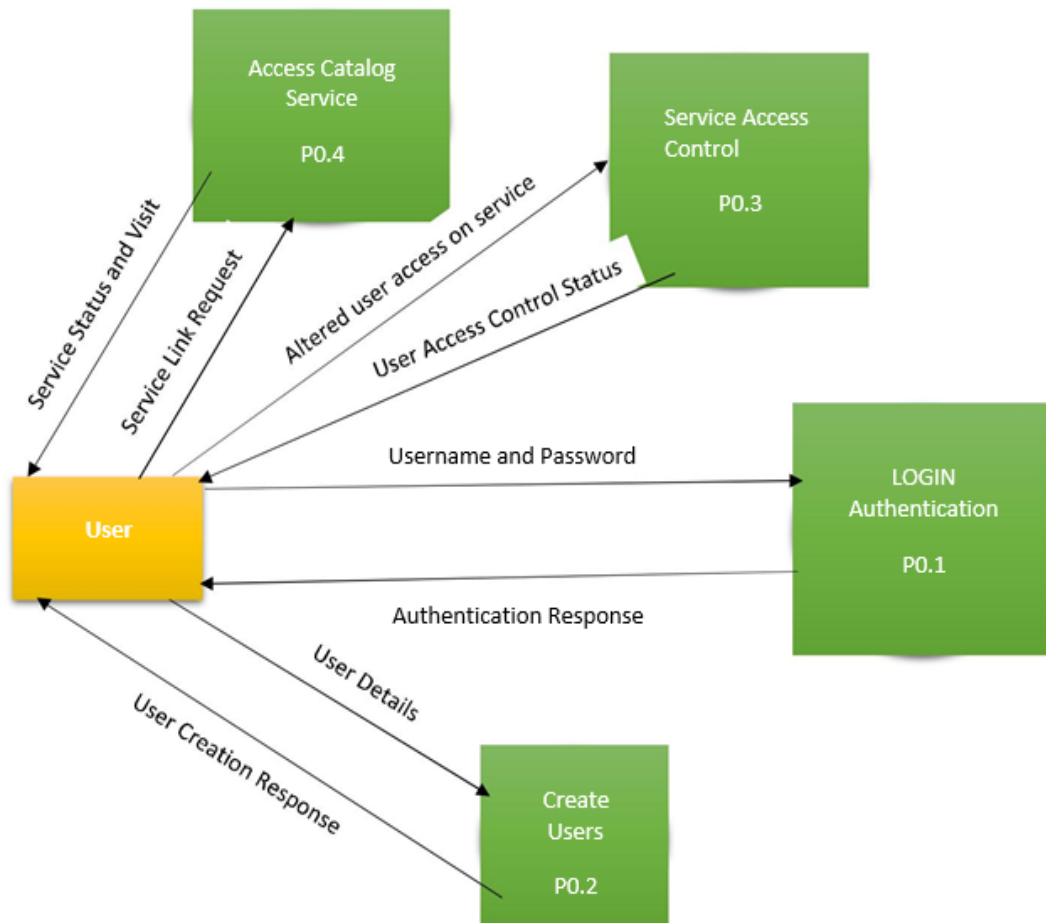 Access Catalog
Service
P0.4
Service Access
Control
P0.3
Service Status and Visit
Service Link Request
Altered user access on service
User Access Control Status
Username and Password
LOGIN
Authentication
P0.1
User
Authentication Response
User Details
User Creation Response
Create
Users
P0.2